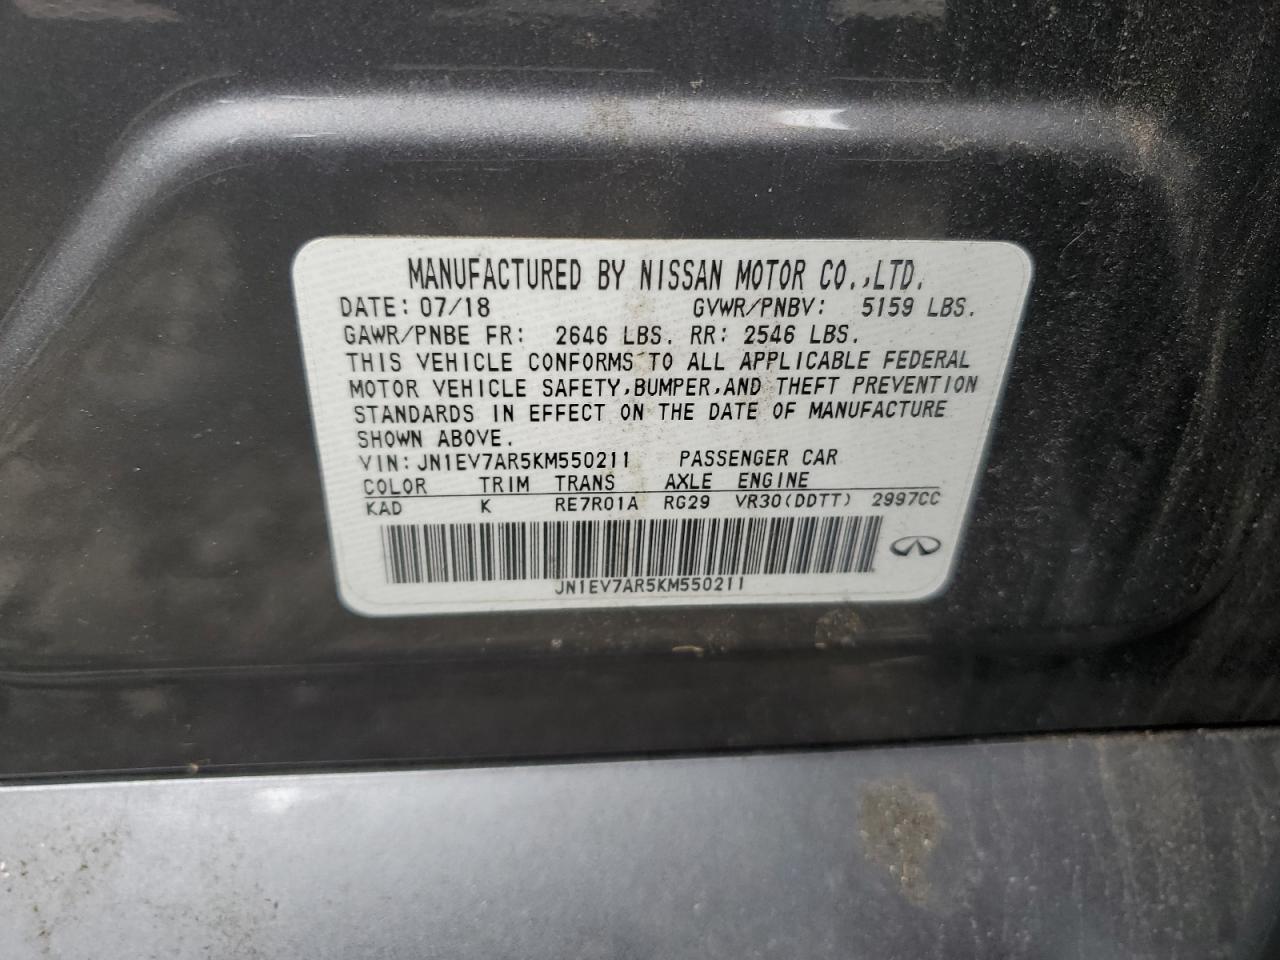 MANUFACTURED BY NISSAN MOTOR CO.,LTD.
DATE: 07/18 GVWR/PNBV: 5159 LBS.
GAWR/PNBE FR: 2646 LBS. RR: 2546 LBS.
THIS VEHICLE CONFORMS TO ALL APPLICABLE FEDERAL
MOTOR VEHICLE SAFETY,BUMPER,AND THEFT PREVENTION
STANDARDS IN EFFECT ON THE DATE OF MANUFACTURE
SHOWN ABOVE.
VIN: JN1EV7AR5KM550211 PASSENGER CAR
COLOR TRIM TRANS AXLE ENGINE
KAD K RE7R01A RG29 VR30(DDTT) 2997CC
JN1EV7AR5KM550211